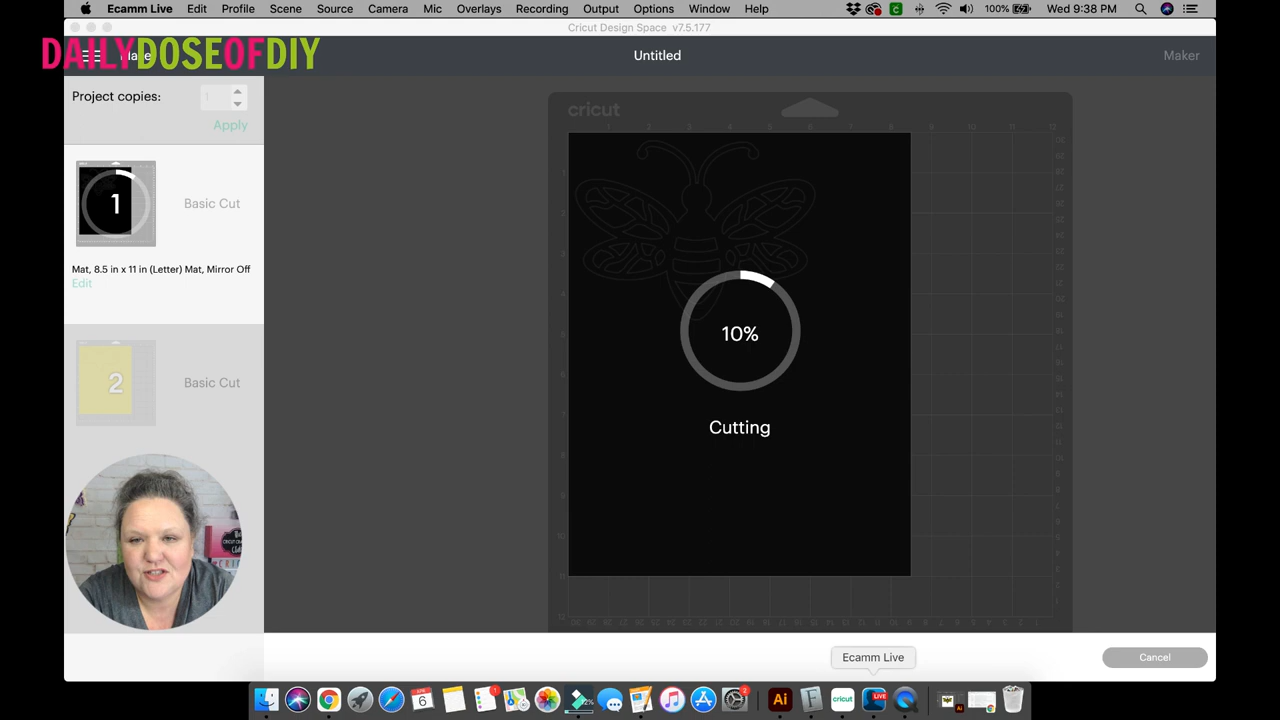 Ecamm Live Edit Profile Scene Source Camera Mic Overlays Recording Output Options Window Help 100% Wed 9:38 PM
Cricut Design Space v7.5.177
DAILYDOSEOFDIY
Untitled
Maker
Project copies: 1
Apply
cricut
1 Basic Cut
Mat, 8.5 in x 11 in (Letter) Mat, Mirror Off
Edit
10%
Cutting
2 Basic Cut
Ecamm Live
Cancel